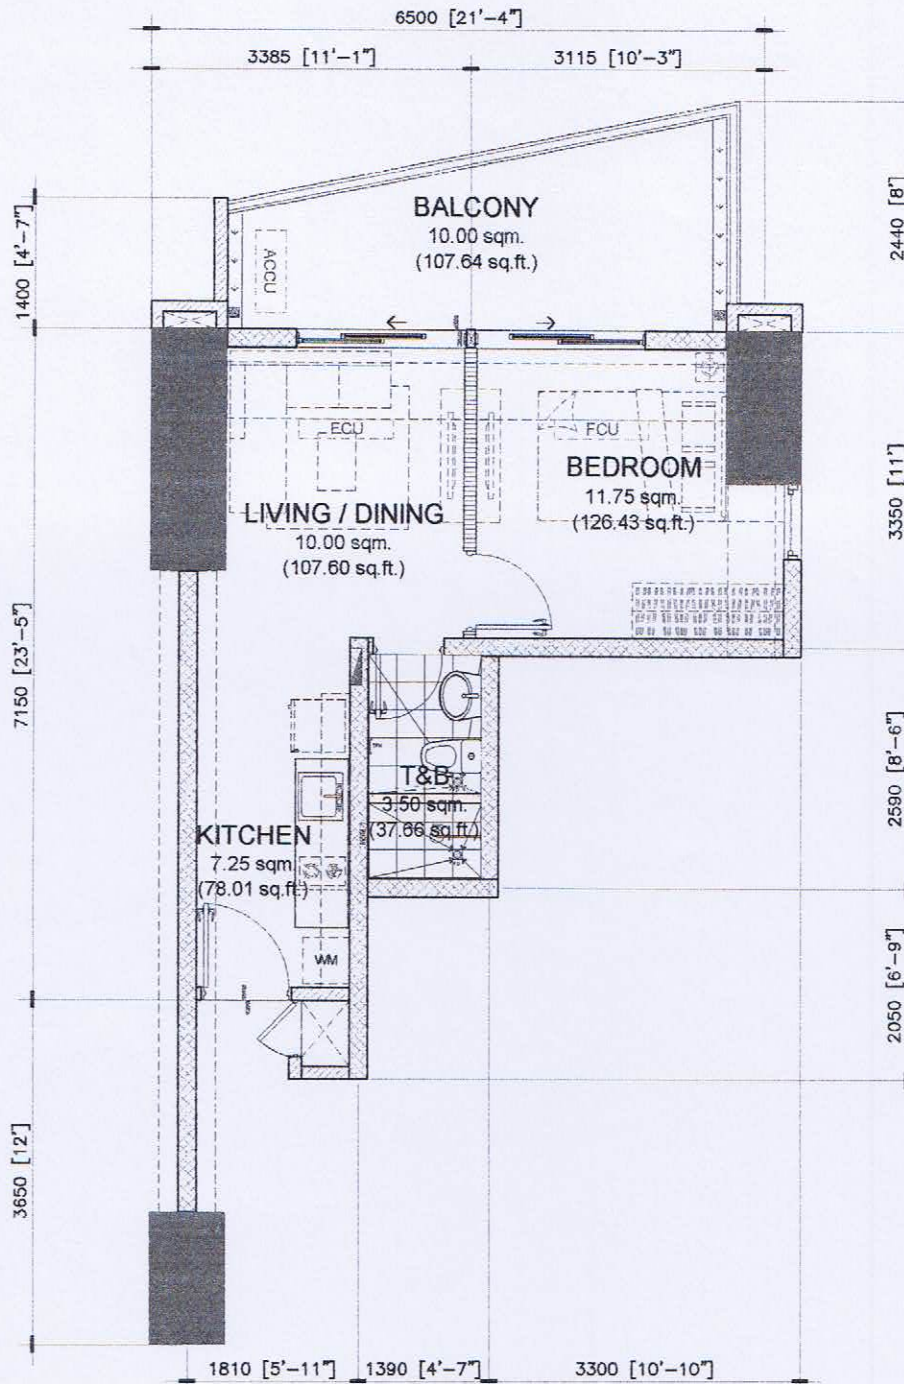 6500 [21'-4"]
3385 [11'-1"]
3115 [10'-3"]
1400 [4'-7"]
2440 [8"]
BALCONY
10.00 sqm.
(107.64 sq.ft.)
ACCU
FCU
FCU
BEDROOM
11.75 sqm.
(126.43 sq.ft.)
3350 [11"]
LIVING / DINING
10.00 sqm.
(107.60 sq.ft.)
7150 [23'-5"]
T&B
3.50 sqm.
(37.66 sq.ft.)
2590 [8'-6"]
KITCHEN
7.25 sqm.
(78.01 sq.ft.)
WM
2050 [6'-9"]
3650 [12']
1810 [5'-11"]
1390 [4'-7"]
3300 [10'-10"]